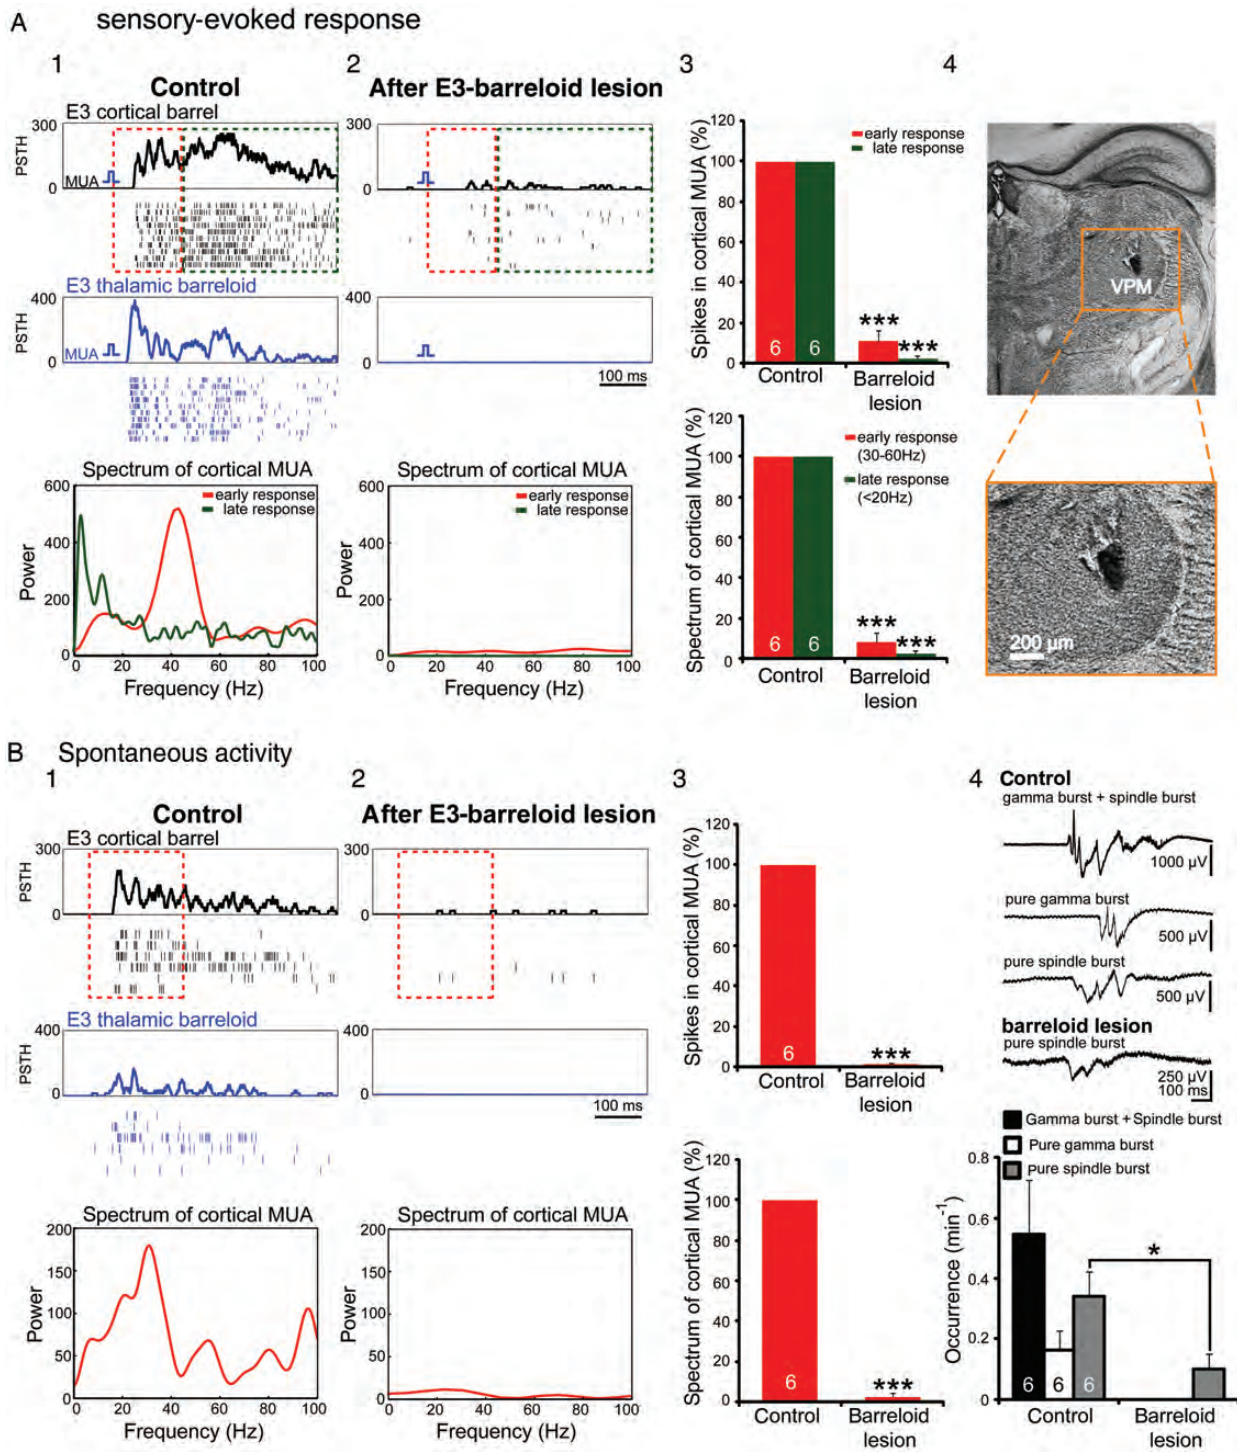 A sensory-evoked response
1
Control
E3 cortical barrel
300
PSTH
MUA
0
E3 thalamic barreloid
400
PSTH
MUA
0
Spectrum of cortical MUA
600
early response
late response
400
Power
200
0
0 20 40 60 80 100
Frequency (Hz)
2
After E3-barreloid lesion
300
0
400
0
100 ms
Spectrum of cortical MUA
600
early response
late response
400
Power
200
0
0 20 40 60 80 100
Frequency (Hz)
3
Spikes in cortical MUA (%)
120
100
80
60
40
20
0
early response
late response
6 6
***
***
Control
Barreloid
lesion
Spectrum of cortical MUA (%)
120
100
80
60
40
20
0
early response
(30-60Hz)
late response
(<20Hz)
6 6
***
***
Control
Barreloid
lesion
4
VPM
200 µm
B Spontaneous activity
1
Control
E3 cortical barrel
300
PSTH
0
E3 thalamic barreloid
400
PSTH
0
Spectrum of cortical MUA
200
150
100
50
0
Power
0 20 40 60 80 100
Frequency (Hz)
2
After E3-barreloid lesion
300
0
400
0
100 ms
Spectrum of cortical MUA
200
150
100
50
0
Power
0 20 40 60 80 100
Frequency (Hz)
3
Spikes in cortical MUA (%)
120
100
80
60
40
20
0
6
***
Control
Barreloid
lesion
Spectrum of cortical MUA (%)
120
100
80
60
40
20
0
6
***
Control
Barreloid
lesion
4
Control
gamma burst + spindle burst
1000 µV
pure gamma burst
500 µV
pure spindle burst
500 µV
barreloid lesion
pure spindle burst
250 µV
100 ms
Gamma burst + Spindle burst
Pure gamma burst
Pure spindle burst
Occurrence (min⁻¹)
0.8
0.6
0.4
0.2
0
*
6 6 6
Control
Barreloid
lesion